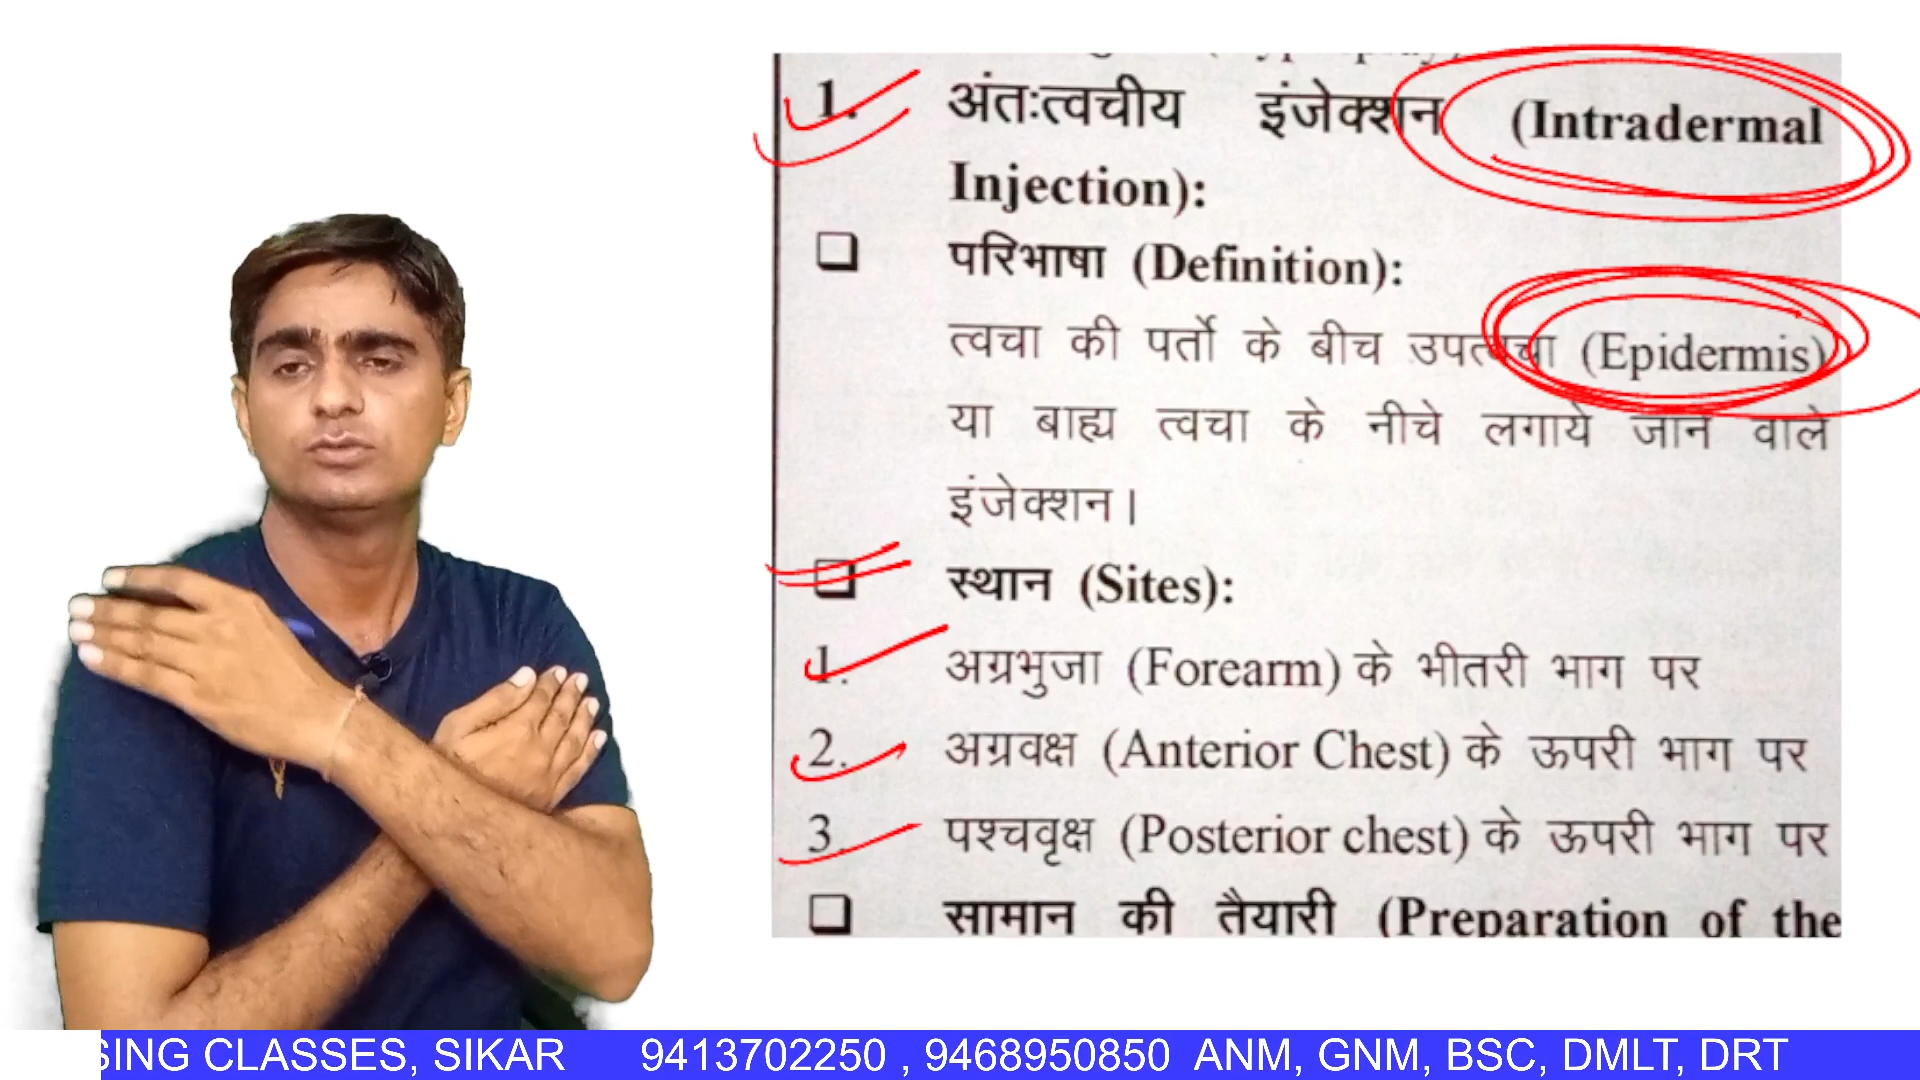 1. अंतःत्वचीय इंजेक्शन (Intradermal
Injection):
परिभाषा (Definition):
त्वचा की पर्तो के बीच उपत्वचा (Epidermis)
या बाह्य त्वचा के नीचे लगाये जाने वाले
इंजेक्शन।
स्थान (Sites):
1. अग्रभुजा (Forearm) के भीतरी भाग पर
2. अग्रवक्ष (Anterior Chest) के ऊपरी भाग पर
3. पश्चवृक्ष (Posterior chest) के ऊपरी भाग पर
सामान की तैयारी (Preparation of the
SING CLASSES, SIKAR 9413702250 , 9468950850 ANM, GNM, BSC, DMLT, DRT